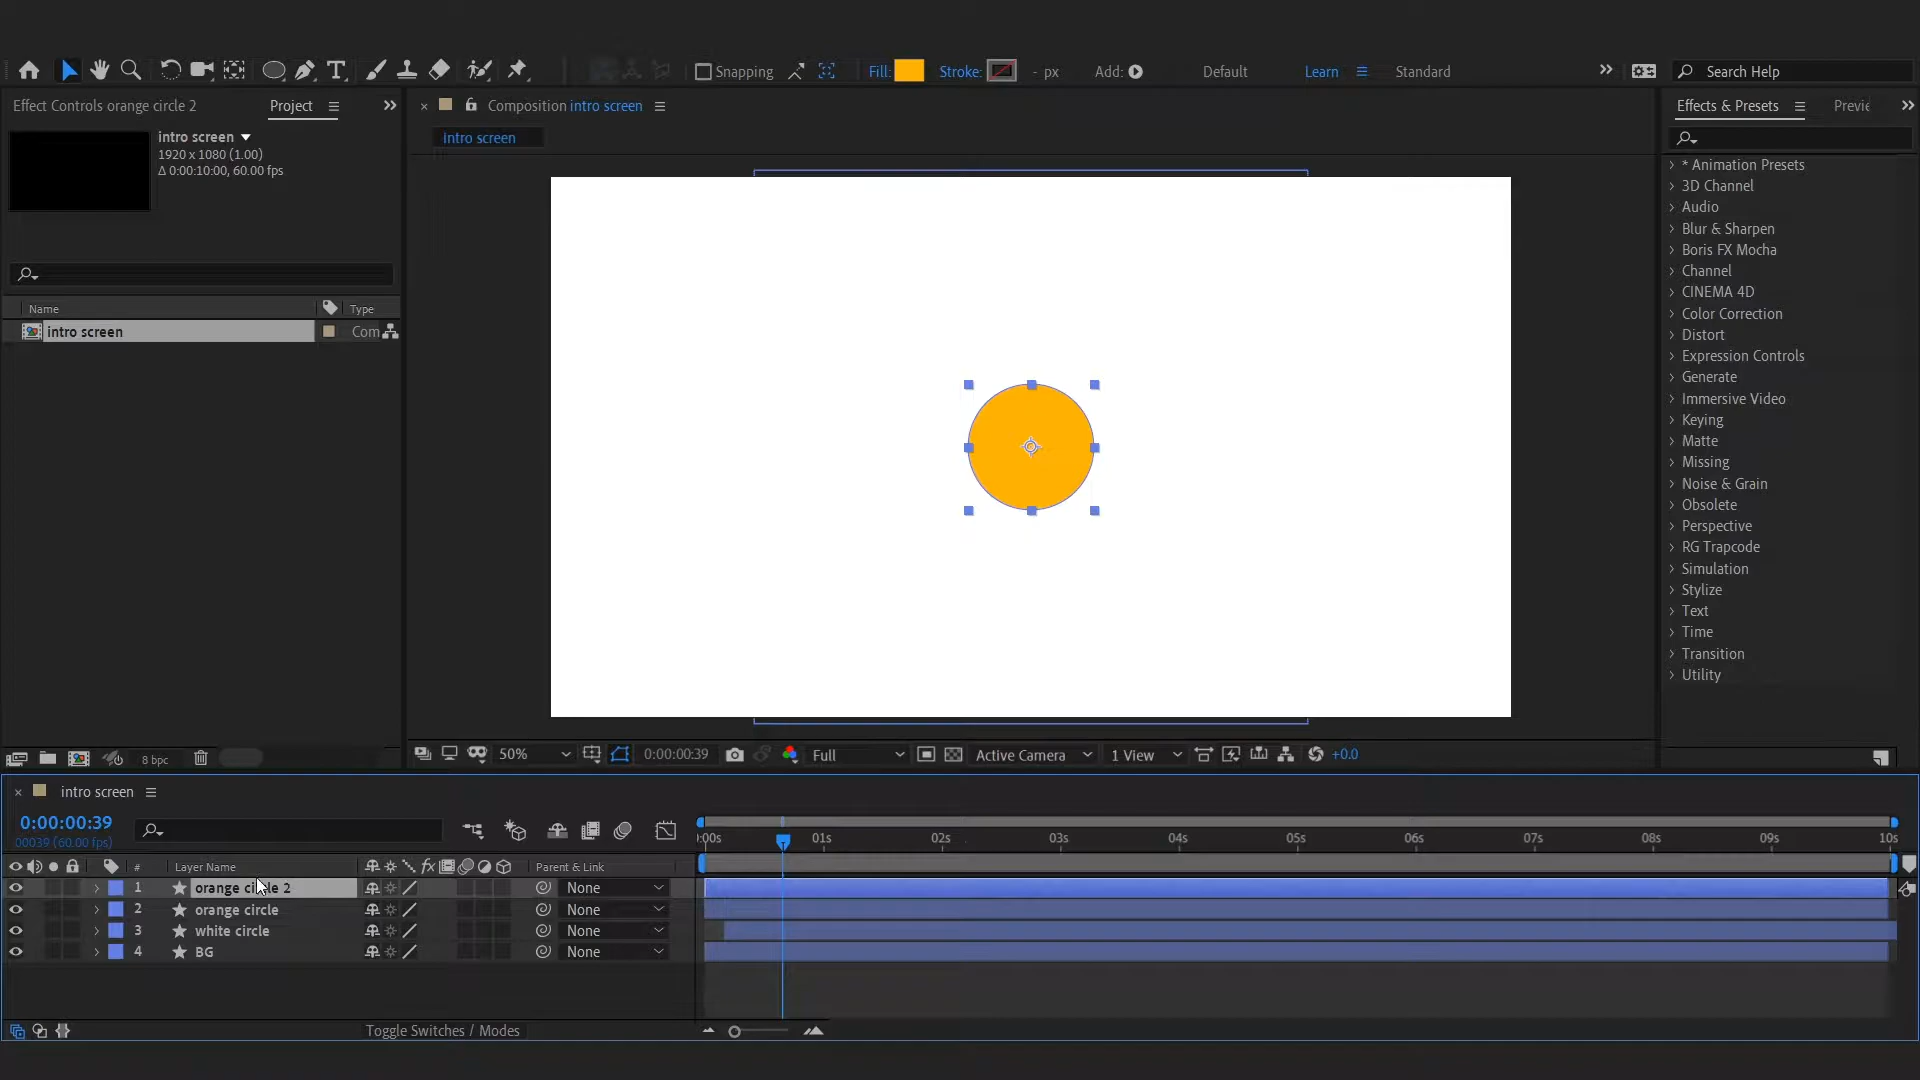 Snapping
Fill:
Stroke:
- px
Add:
Default
Learn
Standard
Search Help
Effect Controls orange circle 2
Project
Composition intro screen
Effects & Presets
Previe
intro screen
1920 x 1080 (1.00)
Δ 0:00:10:00, 60.00 fps
intro screen
* Animation Presets
3D Channel
Audio
Blur & Sharpen
Boris FX Mocha
Channel
CINEMA 4D
Color Correction
Distort
Expression Controls
Generate
Immersive Video
Keying
Matte
Missing
Noise & Grain
Obsolete
Perspective
RG Trapcode
Simulation
Stylize
Text
Time
Transition
Utility
Name
Type
intro screen
Com
8 bpc
50%
0:00:00:39
Full
Active Camera
1 View
+0.0
intro screen
0:00:00:39
00039 (60.00 fps)
:00s
01s
02s
03s
04s
05s
06s
07s
08s
09s
10s
#
Layer Name
fx
Parent & Link
1
orange circle 2
None
2
orange circle
None
3
white circle
None
4
BG
None
Toggle Switches / Modes